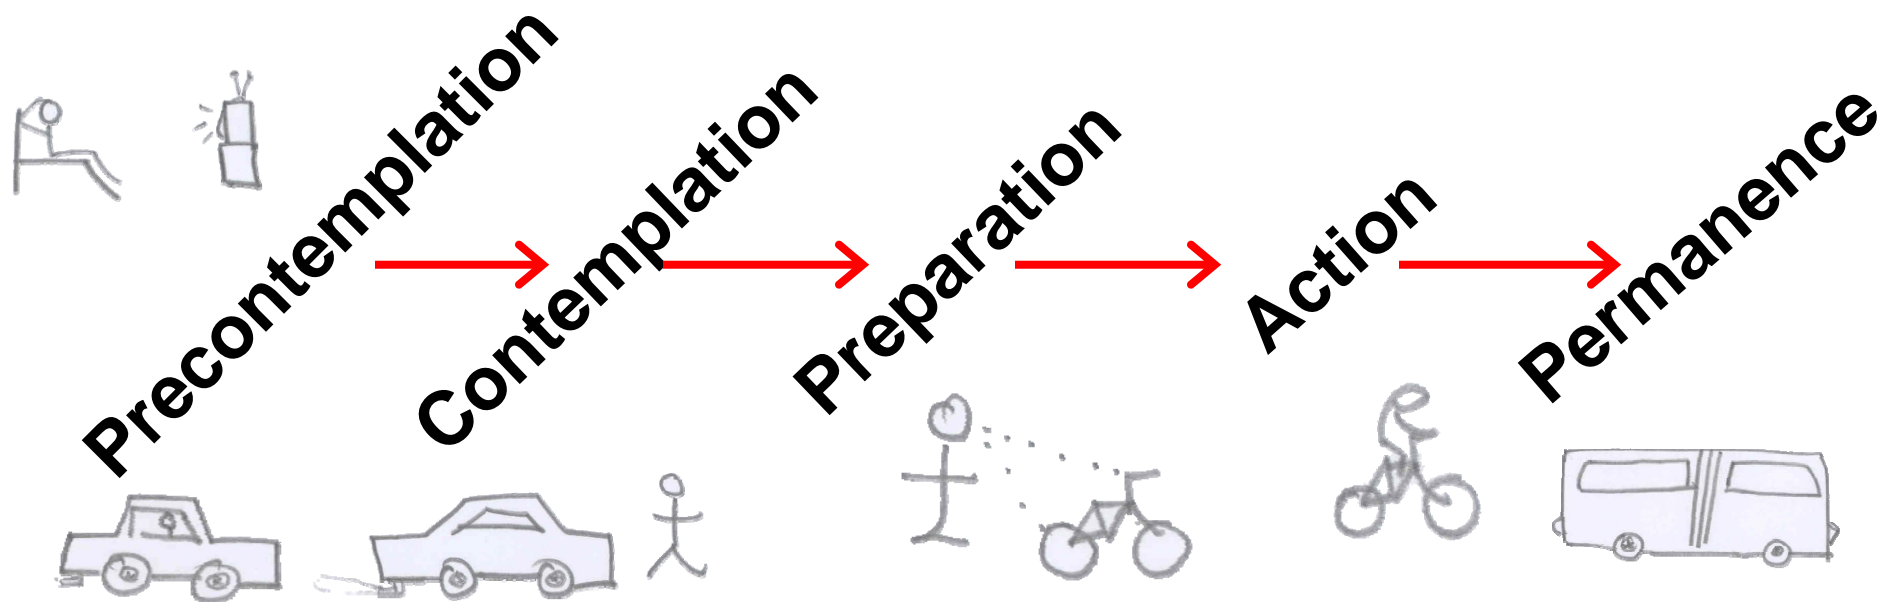 Precontemplation
Contemplation
Preparation
Action
Permanence